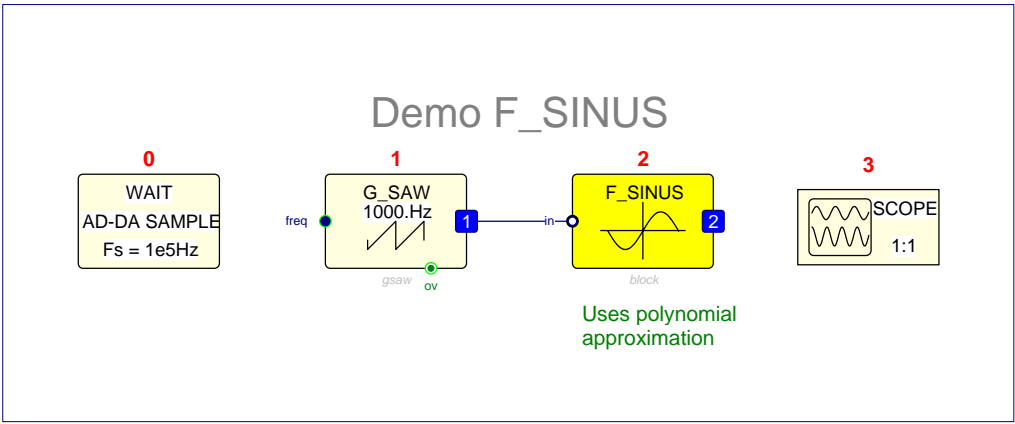 Demo F_SINUS
0
1
2
3
WAIT
AD-DA SAMPLE
Fs = 1e5Hz
freq
G_SAW
1000.Hz
1
ov
gsaw
in
F_SINUS
2
block
SCOPE
1:1
Uses polynomial
approximation